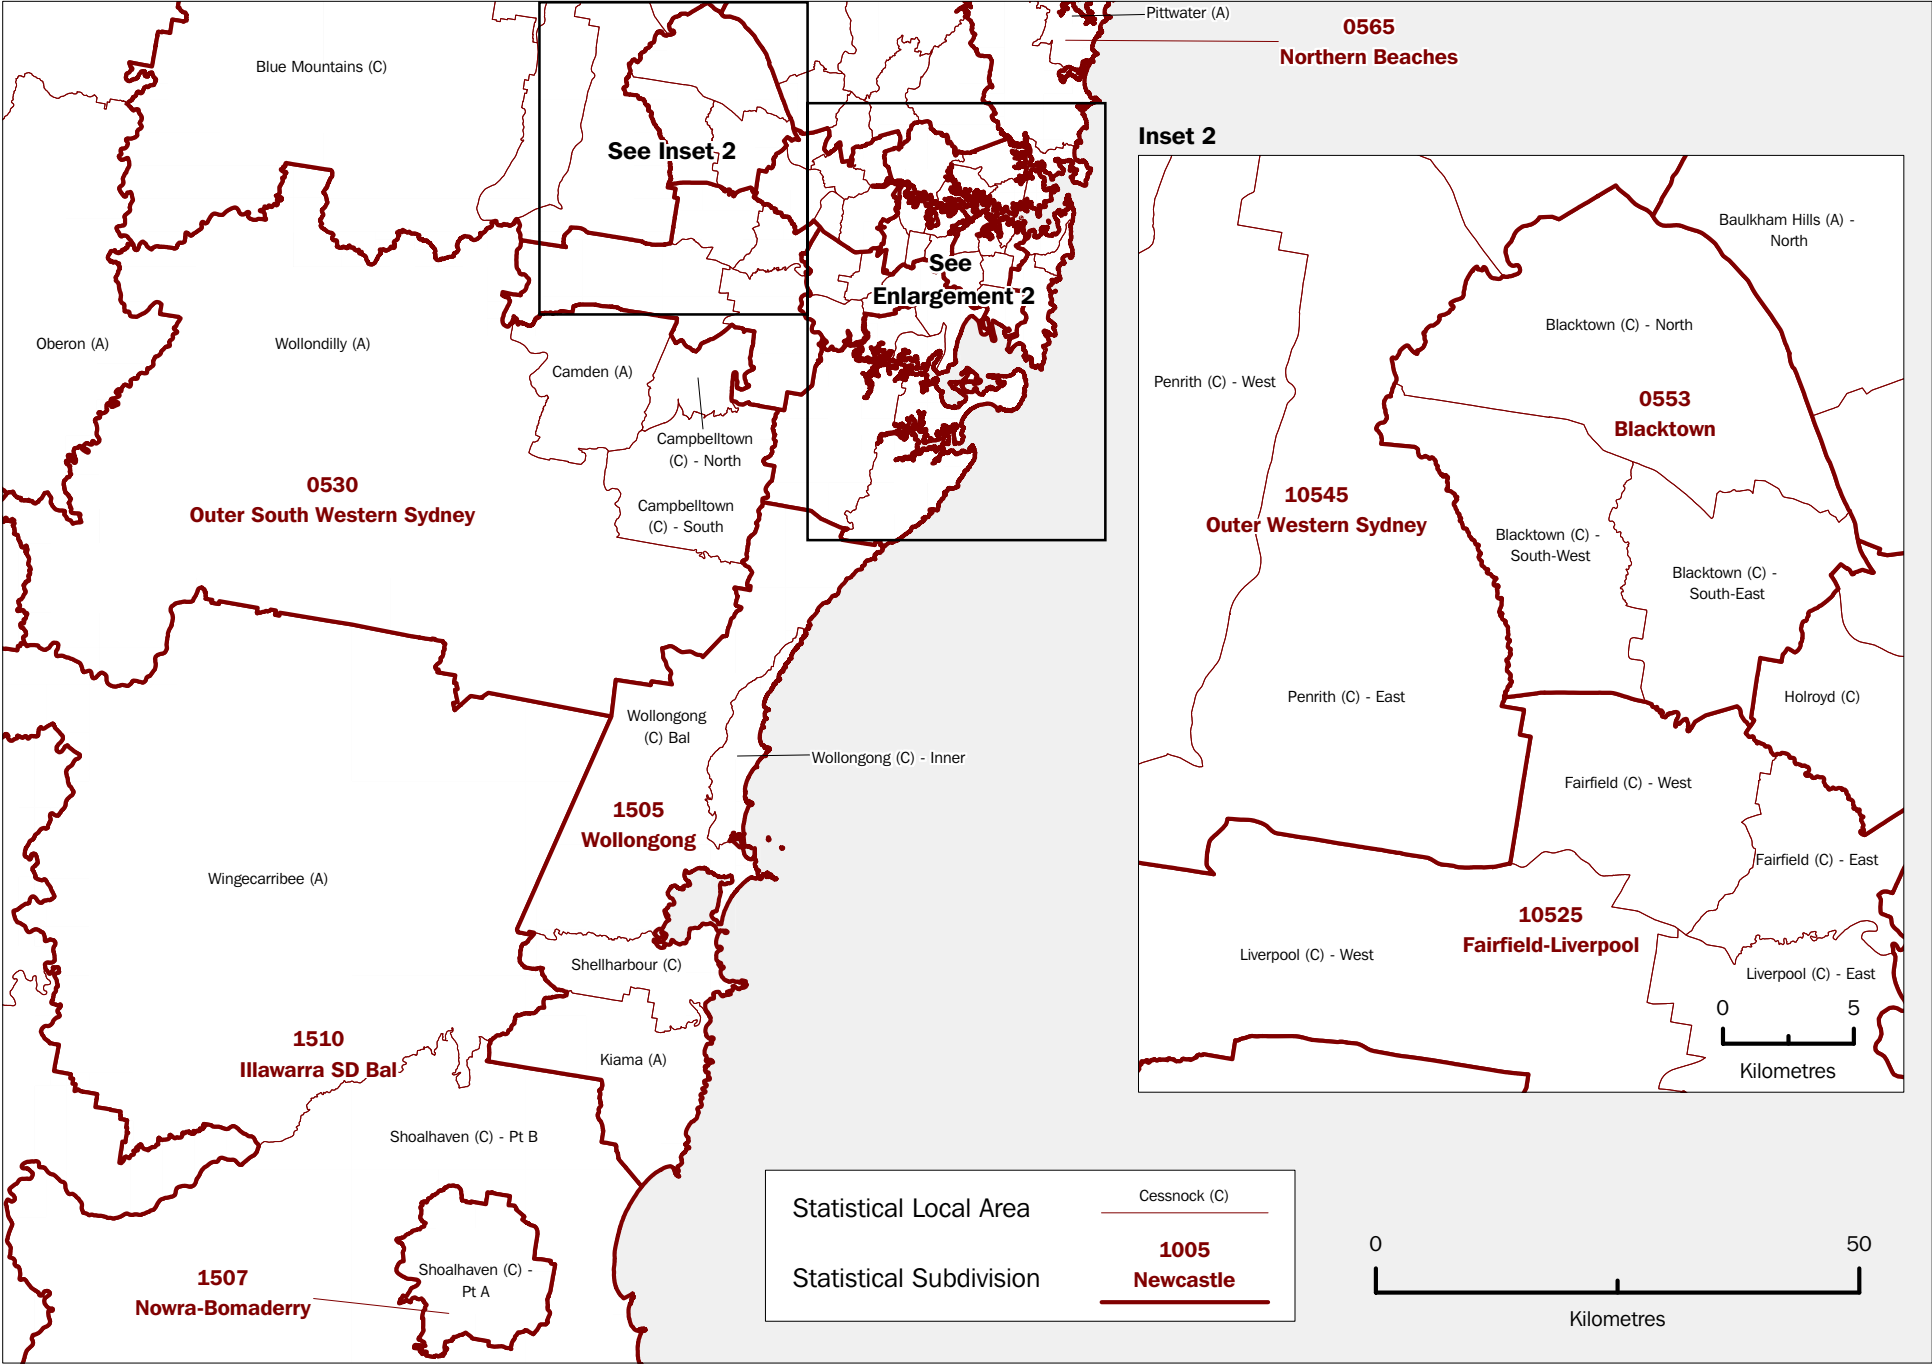 Pittwater (A)
0565
Northern Beaches
Blue Mountains (C)
See Inset 2
Inset 2
Baulkham Hills (A) -
North
See
Enlargement 2
Blacktown (C) - North
Oberon (A)
Wollondilly (A)
Camden (A)
Penrith (C) - West
0553
Blacktown
Campbelltown
(C) - North
0530
Outer South Western Sydney
Campbelltown
(C) - South
10545
Outer Western Sydney
Blacktown (C) -
South-West
Blacktown (C) -
South-East
Penrith (C) - East
Holroyd (C)
Wollongong
(C) Bal
Wollongong (C) - Inner
Fairfield (C) - West
1505
Wollongong
Fairfield (C) - East
Wingecarribee (A)
10525
Fairfield-Liverpool
Liverpool (C) - West
Shellharbour (C)
Liverpool (C) - East
0 5
Kilometres
1510
Illawarra SD Bal
Kiama (A)
Shoalhaven (C) - Pt B
Statistical Local Area
Cessnock (C)
Statistical Subdivision
1005
Newcastle
0 50
Kilometres
Shoalhaven (C) -
Pt A
1507
Nowra-Bomaderry